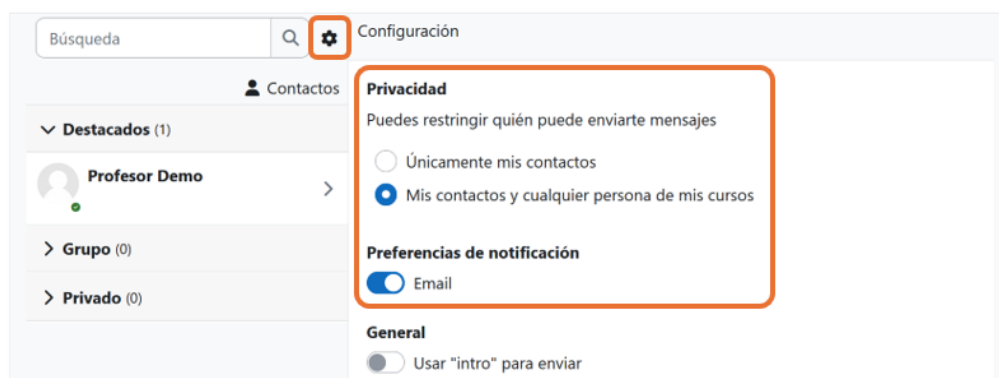 Búsqueda
Contactos
Destacados (1)
Profesor Demo
Grupo (0)
Privado (0)
Configuración
Privacidad
Puedes restringir quién puede enviarte mensajes
Únicamente mis contactos
Mis contactos y cualquier persona de mis cursos
Preferencias de notificación
Email
General
Usar "intro" para enviar